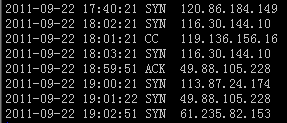 2011-09-22 17:40:21 SYN 120.86.184.149
2011-09-22 18:02:21 SYN 116.30.144.10
2011-09-22 18:01:21 CC 119.136.156.16
2011-09-22 18:03:21 SYN 116.30.144.10
2011-09-22 18:59:51 ACK 49.88.105.228
2011-09-22 19:00:21 SYN 113.87.24.174
2011-09-22 19:01:22 SYN 49.88.105.228
2011-09-22 19:02:51 SYN 61.235.82.153